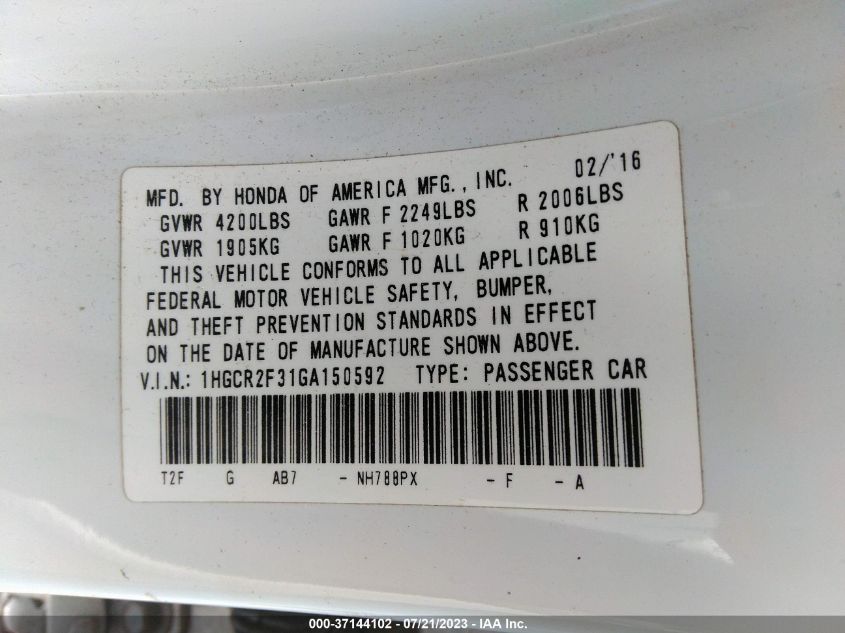 MFD. BY HONDA OF AMERICA MFG., INC. 02/'16
GVWR 4200LBS GAWR F 2249LBS R 2006LBS
GVWR 1905KG GAWR F 1020KG R 910KG
THIS VEHICLE CONFORMS TO ALL APPLICABLE
FEDERAL MOTOR VEHICLE SAFETY, BUMPER,
AND THEFT PREVENTION STANDARDS IN EFFECT
ON THE DATE OF MANUFACTURE SHOWN ABOVE.
V.I.N.: 1HGCR2F31GA150592 TYPE: PASSENGER CAR
T2F G AB7 - NH788PX - F - A
000-37144102 - 07/21/2023 - IAA Inc.